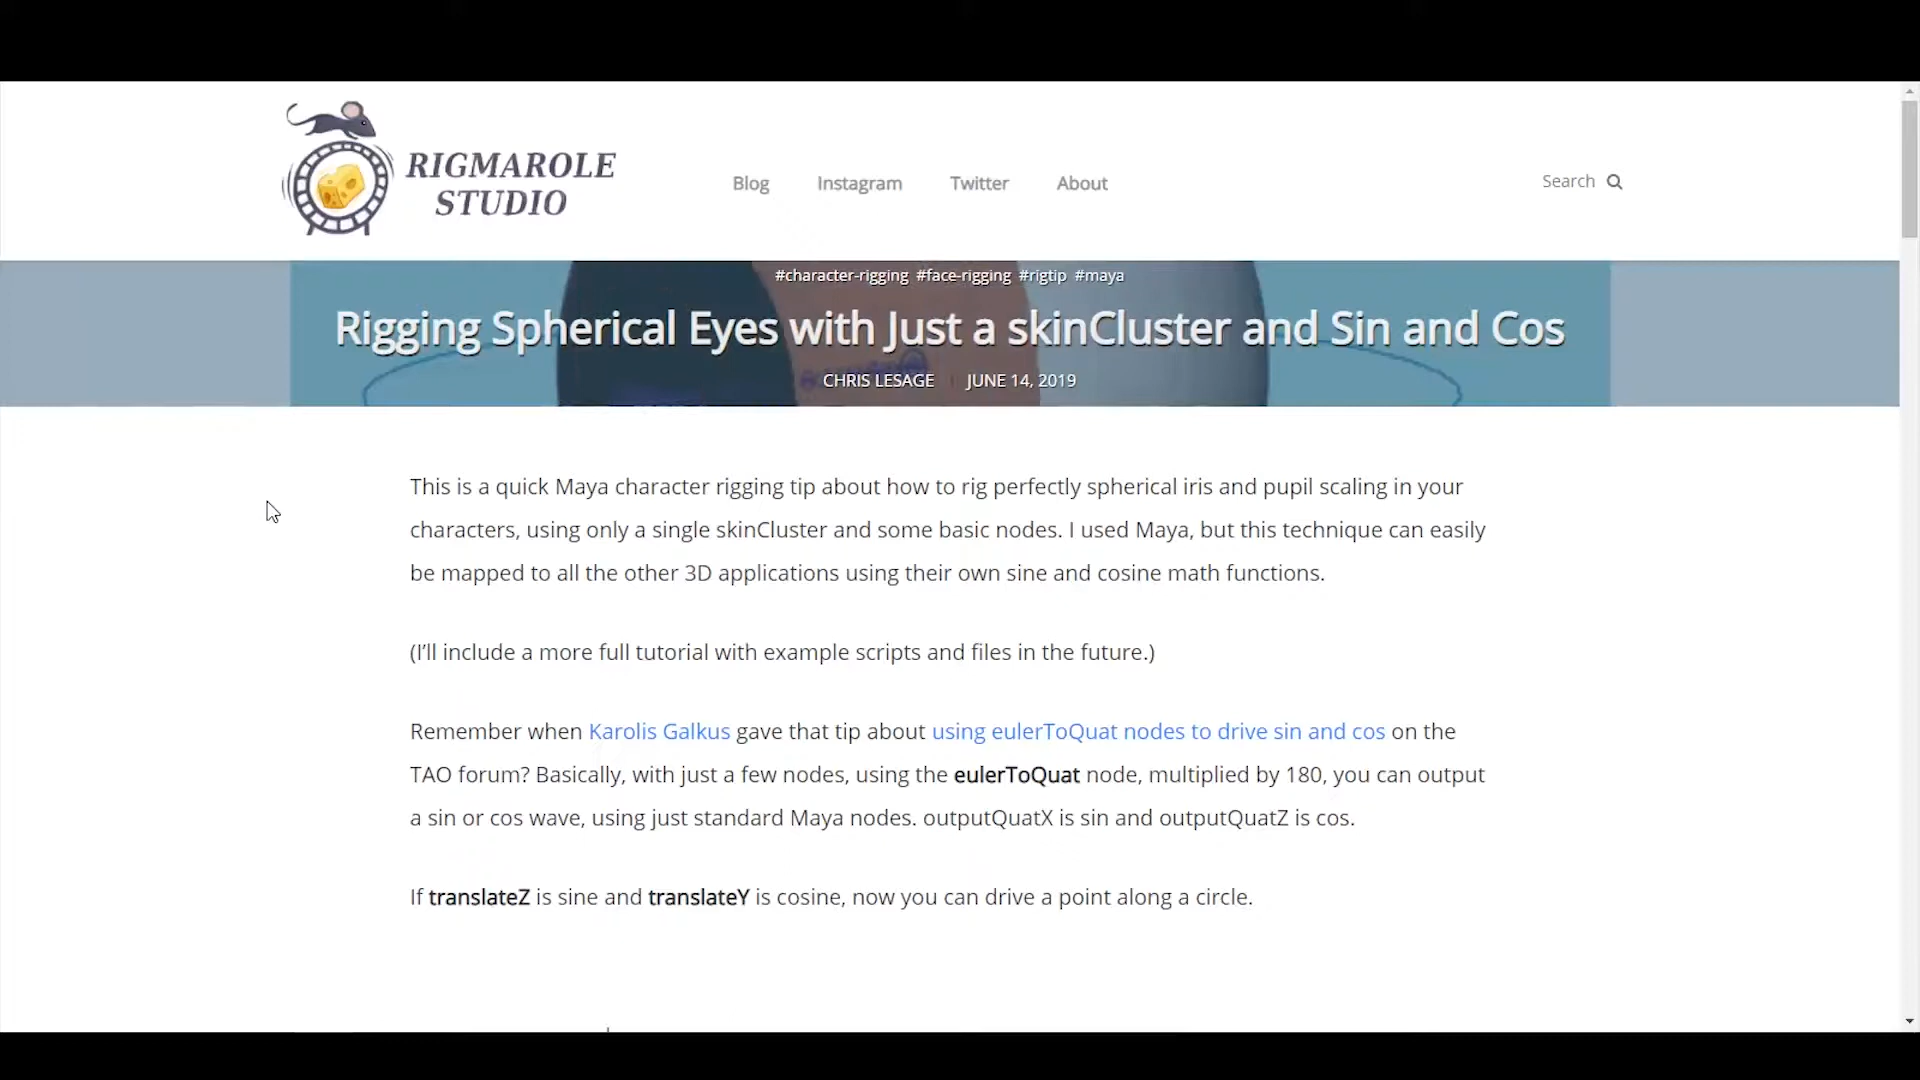 RIGMAROLE
STUDIO
Blog Instagram Twitter About
Search
#character-rigging #face-rigging #rigtip #maya
Rigging Spherical Eyes with Just a skinCluster and Sin and Cos
CHRIS LESAGE JUNE 14, 2019
This is a quick Maya character rigging tip about how to rig perfectly spherical iris and pupil scaling in your
characters, using only a single skinCluster and some basic nodes. I used Maya, but this technique can easily
be mapped to all the other 3D applications using their own sine and cosine math functions.
(I’ll include a more full tutorial with example scripts and files in the future.)
Remember when Karolis Galkus gave that tip about using eulerToQuat nodes to drive sin and cos on the
TAO forum? Basically, with just a few nodes, using the eulerToQuat node, multiplied by 180, you can output
a sin or cos wave, using just standard Maya nodes. outputQuatX is sin and outputQuatZ is cos.
If translateZ is sine and translateY is cosine, now you can drive a point along a circle.